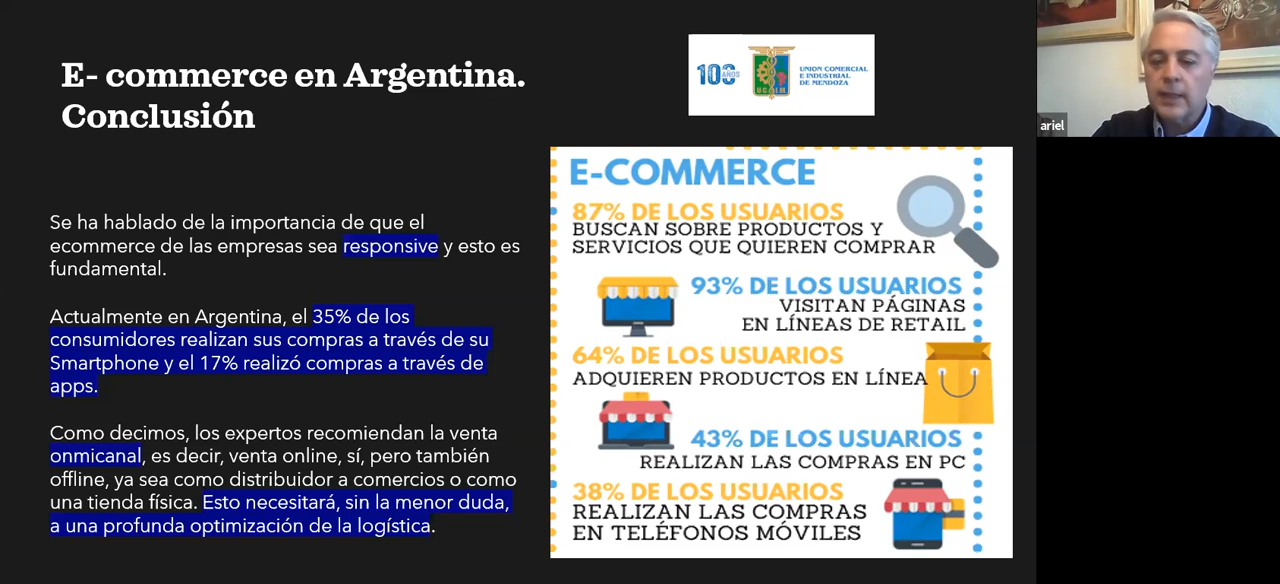 E- commerce en Argentina.
Conclusión
100 AÑOS
UNION COMERCIAL
E INDUSTRIAL
DE MENDOZA
ariel
Se ha hablado de la importancia de que el
ecommerce de las empresas sea responsive y esto es
fundamental.
Actualmente en Argentina, el 35% de los
consumidores realizan sus compras a través de su
Smartphone y el 17% realizó compras a través de
apps.
Como decimos, los expertos recomiendan la venta
onmicanal, es decir, venta online, sí, pero también
offline, ya sea como distribuidor a comercios o como
una tienda física. Esto necesitará, sin la menor duda,
a una profunda optimización de la logística.
E-COMMERCE
87% DE LOS USUARIOS
BUSCAN SOBRE PRODUCTOS Y
SERVICIOS QUE QUIEREN COMPRAR
93% DE LOS USUARIOS
VISITAN PÁGINAS
EN LÍNEAS DE RETAIL
64% DE LOS USUARIOS
ADQUIEREN PRODUCTOS EN LÍNEA
43% DE LOS USUARIOS
REALIZAN LAS COMPRAS EN PC
38% DE LOS USUARIOS
REALIZAN LAS COMPRAS
EN TELÉFONOS MÓVILES